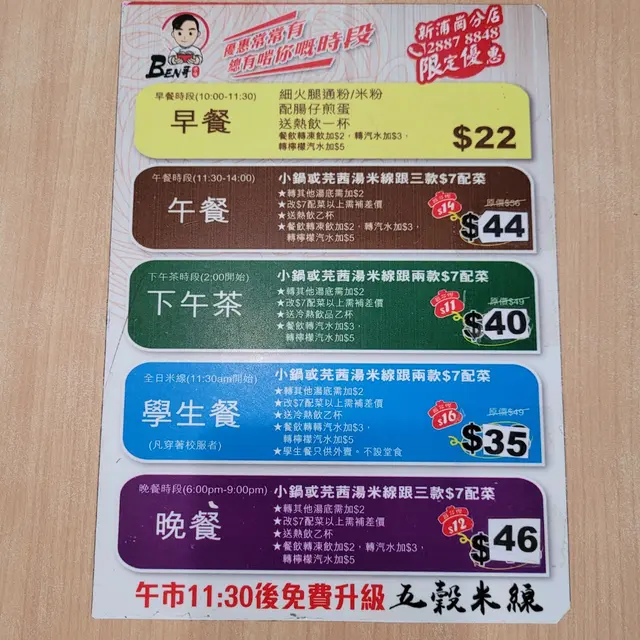 BEN哥
優惠常常有
總有啱你嘅時段
新浦崗分店
2887 8848
限定優惠
早餐時段(10:00-11:30)
早餐
細火腿通粉/米粉
配腸仔煎蛋
送熱飲一杯
餐飲轉凍飲加$2，轉汽水加$3，
轉檸檬汽水加$5
$22
午餐時段(11:30-14:00)
午餐
小鍋或芫茜湯米線跟三款$7配菜
★轉其他湯底需加$2
★改$7配菜以上需補差價
★送熱飲乙杯
★餐飲轉凍飲加$2，轉汽水加$3，
轉檸檬汽水加$5
$14
原價$56
$44
下午茶時段(2:00開始)
下午茶
小鍋或芫茜湯米線跟兩款$7配菜
★轉其他湯底需加$2
★改$7配菜以上需補差價
★送冷熱飲品乙杯
★餐飲轉汽水加$3，
轉檸檬汽水加$5
$11
原價$49
$40
全日米線(11:30am開始)
學生餐
(凡穿著校服者)
小鍋或芫茜湯米線跟兩款$7配菜
★轉其他湯底需加$2
★改$7配菜以上需補差價
★送冷熱飲乙杯
★餐飲轉轉汽水加$3，
轉檸檬汽水加$5
★學生餐只供外賣。不設堂食
$16
原價$49
$35
晚餐時段(6:00pm-9:00pm)
晚餐
小鍋或芫茜湯米線跟三款$7配菜
★轉其他湯底需加$2
★改$7配菜以上需補差價
★送熱飲乙杯
★餐飲轉凍飲加$2，轉汽水加$3，
轉檸檬汽水加$5
$12
$46
午市11:30後免費升級 五穀米線